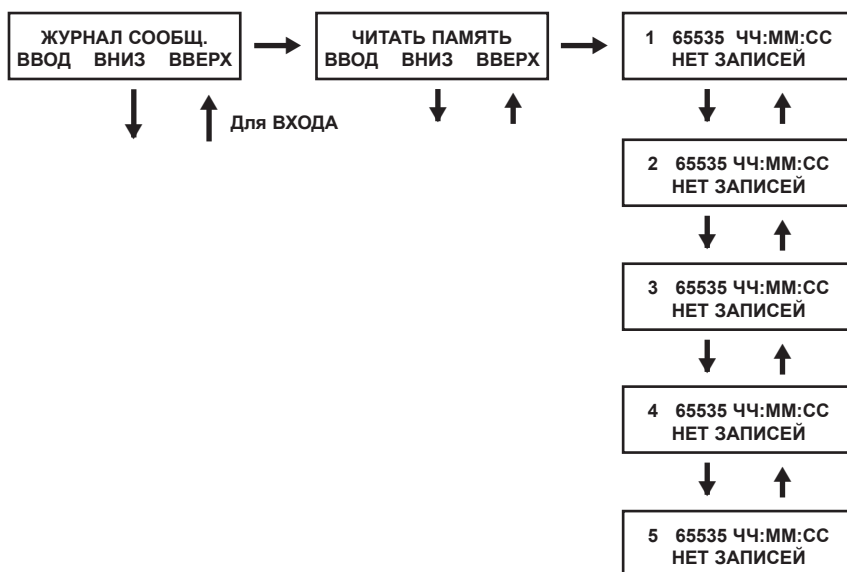 ЖУРНАЛ СООБЩ.
ВВОД ВНИЗ ВВЕРХ
Для ВХОДА
ЧИТАТЬ ПАМЯТЬ
ВВОД ВНИЗ ВВЕРХ
1 65535 ЧЧ:ММ:СС
НЕТ ЗАПИСЕЙ
2 65535 ЧЧ:ММ:СС
НЕТ ЗАПИСЕЙ
3 65535 ЧЧ:ММ:СС
НЕТ ЗАПИСЕЙ
4 65535 ЧЧ:ММ:СС
НЕТ ЗАПИСЕЙ
5 65535 ЧЧ:ММ:СС
НЕТ ЗАПИСЕЙ